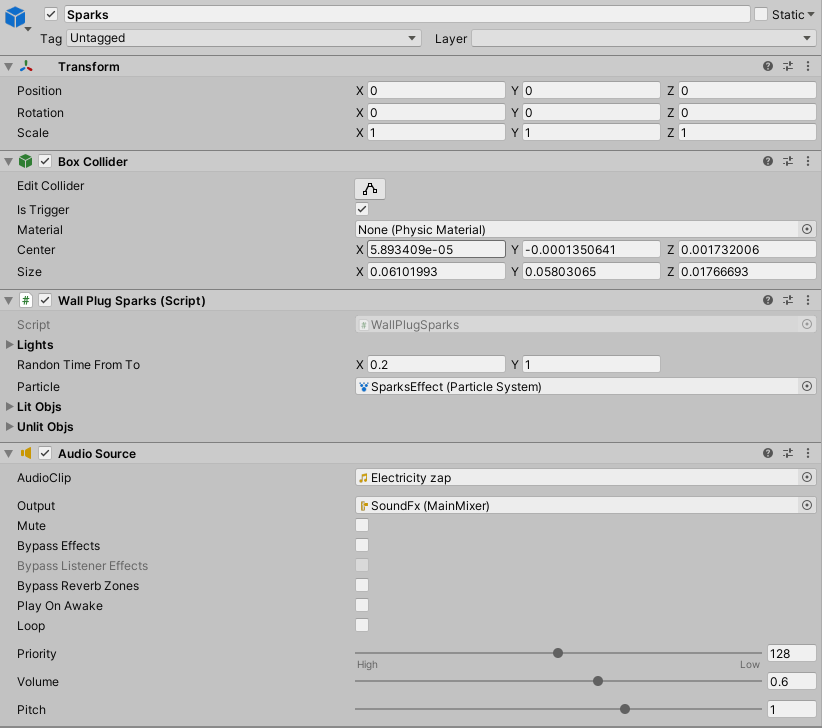 Sparks Static
Tag Untagged Layer
Transform
Position X 0 Y 0 Z 0
Rotation X 0 Y 0 Z 0
Scale X 1 Y 1 Z 1
Box Collider
Edit Collider
Is Trigger
Material None (Physic Material)
Center X 5.893409e-05 Y -0.0001350641 Z 0.001732006
Size X 0.06101993 Y 0.05803065 Z 0.01766693
# Wall Plug Sparks (Script)
Script # WallPlugSparks
Lights
Randon Time From To X 0.2 Y 1
Particle SparksEffect (Particle System)
Lit Objs
Unlit Objs
Audio Source
AudioClip Electricity zap
Output SoundFx (MainMixer)
Mute
Bypass Effects
Bypass Listener Effects
Bypass Reverb Zones
Play On Awake
Loop
Priority 128
High Low
Volume 0.6
Pitch 1